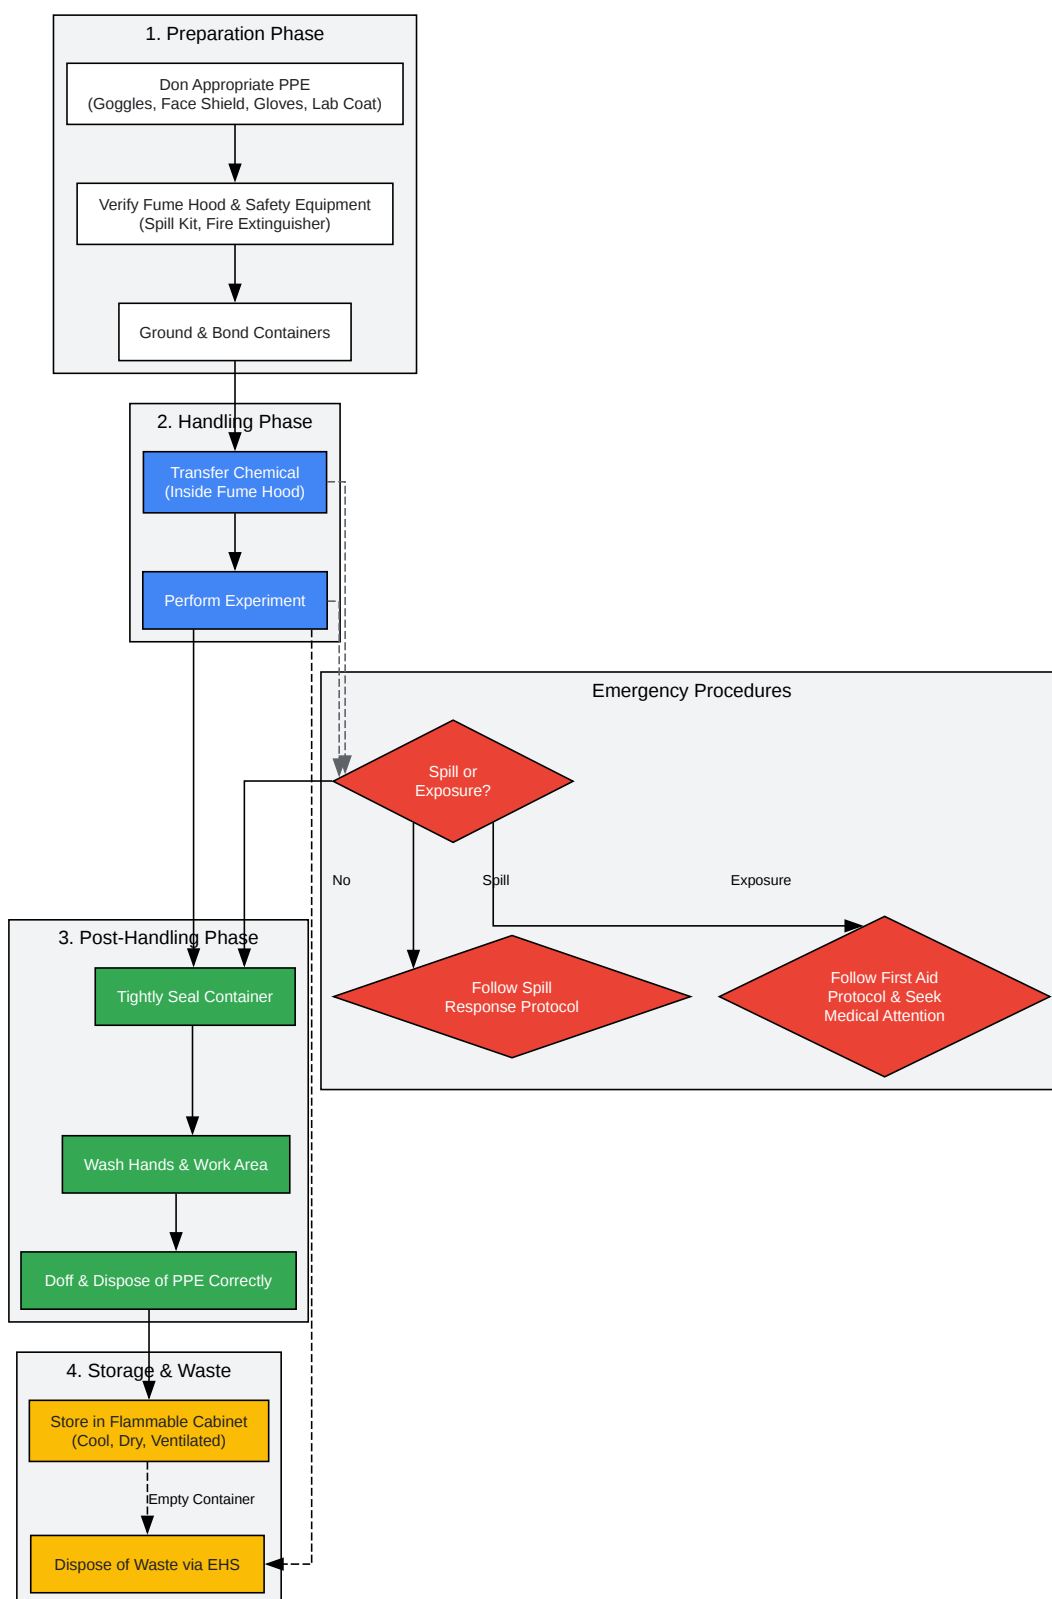 1. Preparation Phase
Don Appropriate PPE
(Goggles, Face Shield, Gloves, Lab Coat)
Verify Fume Hood & Safety Equipment
(Spill Kit, Fire Extinguisher)
Ground & Bond Containers
2. Handling Phase
Transfer Chemical
(Inside Fume Hood)
Perform Experiment
Emergency Procedures
Spill or
Exposure?
No
Spill
Exposure
Follow Spill
Response Protocol
Follow First Aid
Protocol & Seek
Medical Attention
3. Post-Handling Phase
Tightly Seal Container
Wash Hands & Work Area
Doff & Dispose of PPE Correctly
4. Storage & Waste
Store in Flammable Cabinet
(Cool, Dry, Ventilated)
Empty Container
Dispose of Waste via EHS